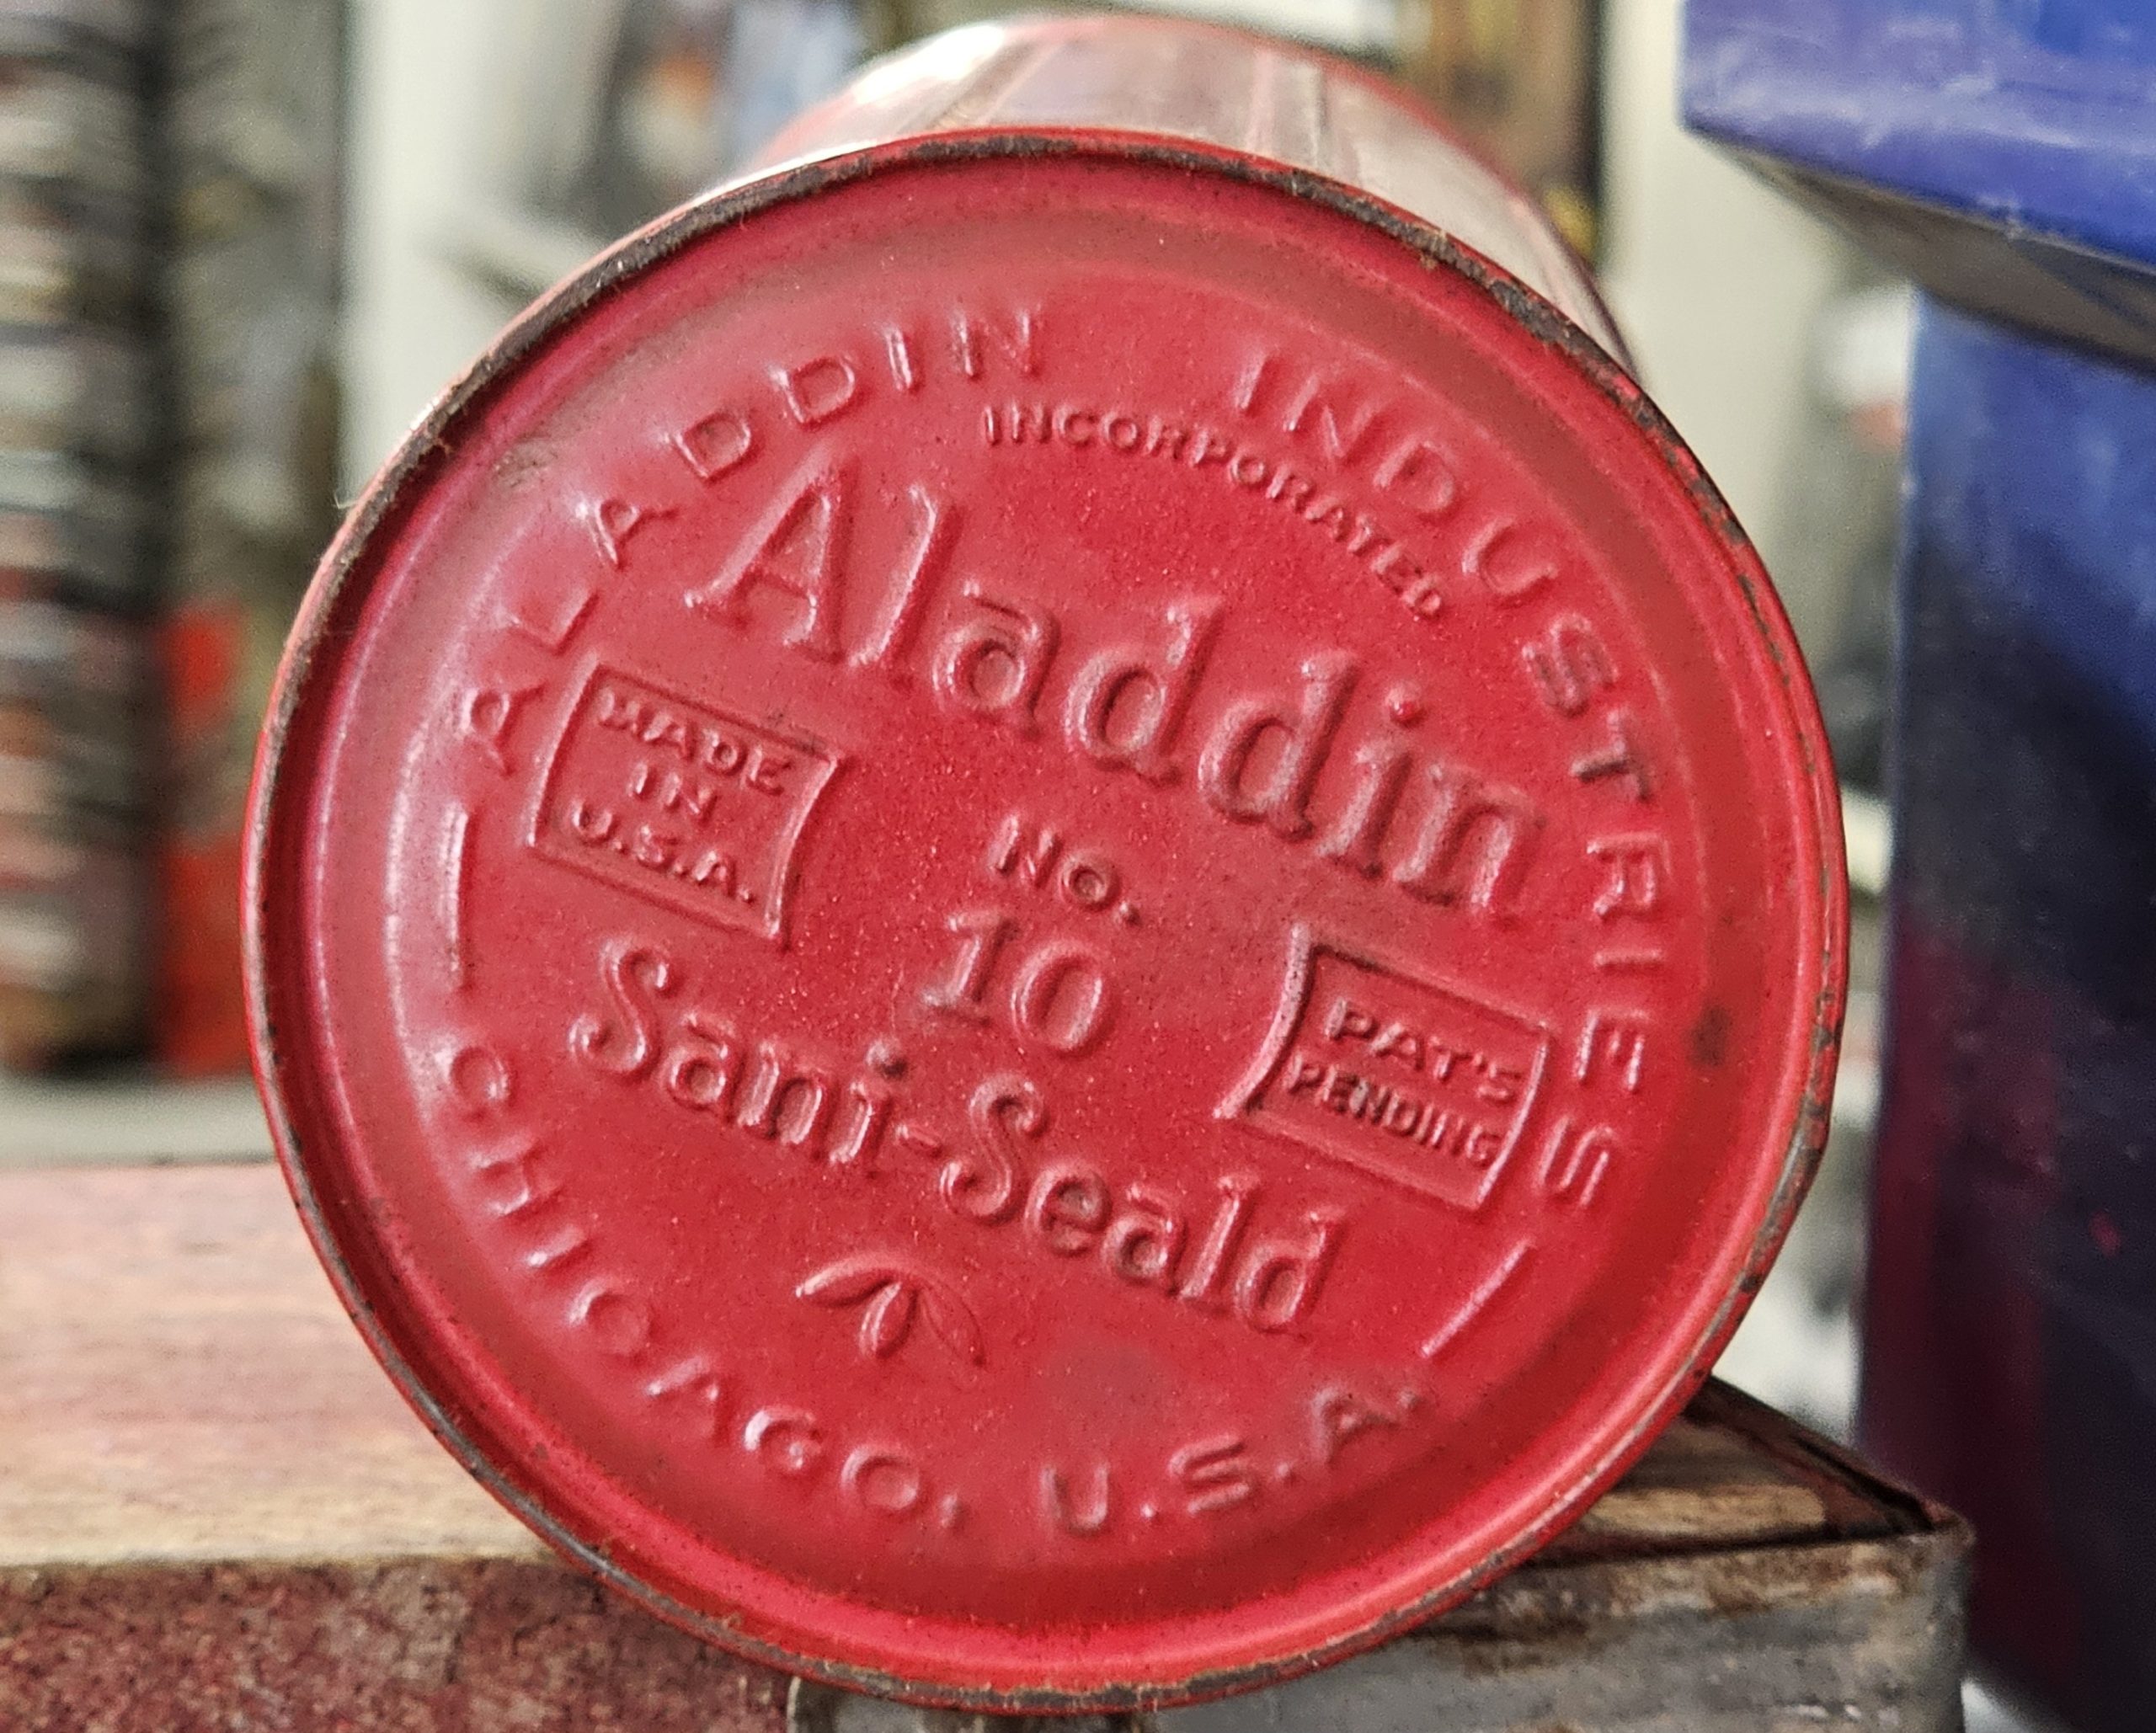 ALADDIN INDUSTRIES
INCORPORATED
Aladdin
MADE
IN
U.S.A.
NO.
10
PAT'S
PENDING
Sani-Seald
CHICAGO, U.S.A.